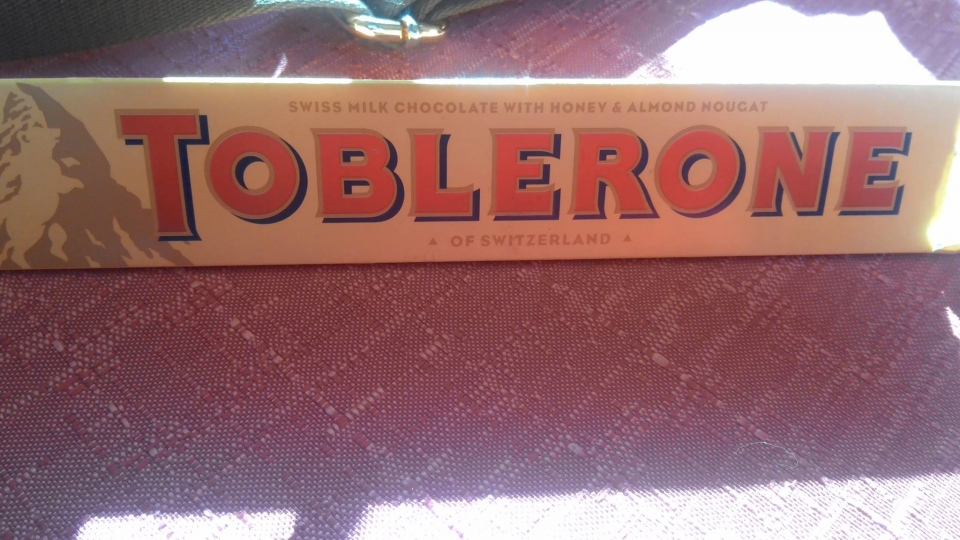 SWISS MILK CHOCOLATE WITH HONEY & ALMOND NOUGAT
TOBLERONE
OF SWITZERLAND